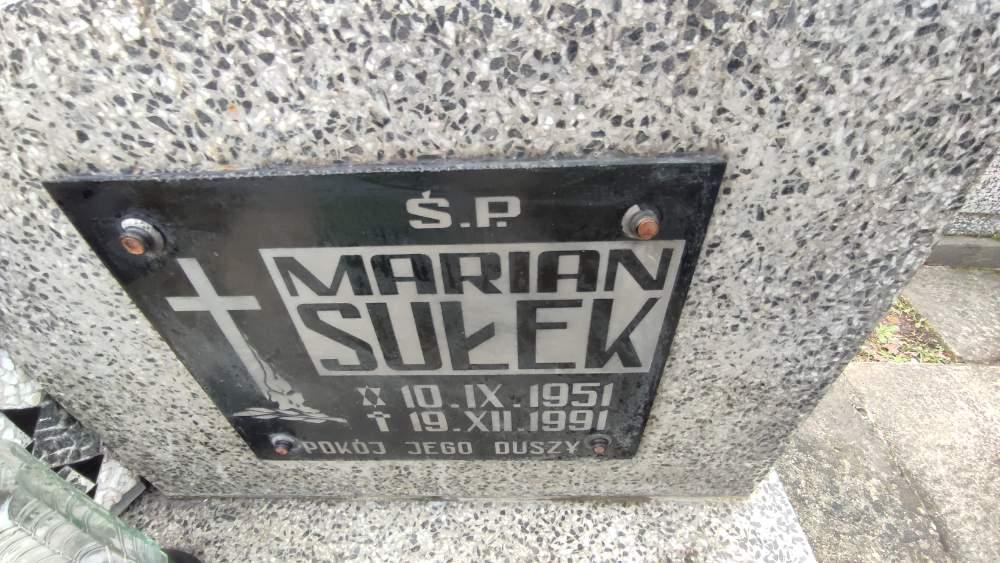 Ś.P.
MARIAN
SUŁEK
10.IX.1951
19.XII.1991
POKÓJ JEGO DUSZY